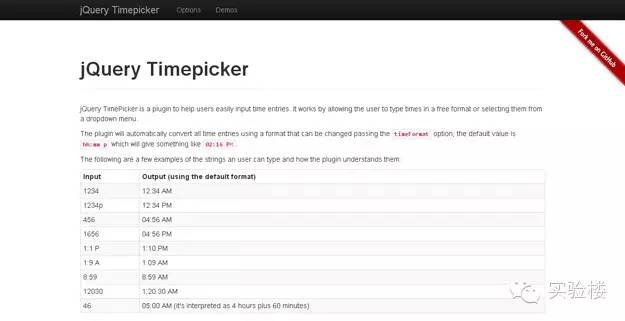 jQuery Timepicker Options Demos
Fork me on GitHub
jQuery Timepicker
jQuery TimePicker is a plugin to help users easily input time entries. It works by allowing the user to type times in a free format or selecting them from
a dropdown menu.
The plugin will automatically convert all time entries using a format that can be changed passing the timeFormat option, the default value is
hh:mm p which will give something like 02:16 PM.
The following are a few examples of the strings an user can type and how the plugin understands them:
Input Output (using the default format)
1234 12:34 AM
1234p 12:34 PM
456 04:56 AM
1656 04:56 PM
1:1 P 1:10 PM
1:9 A 1:09 AM
8:59 8:59 AM
12030 1:20:30 AM
46 05:00 AM (it's interpreted as 4 hours plus 60 minutes)
实验楼